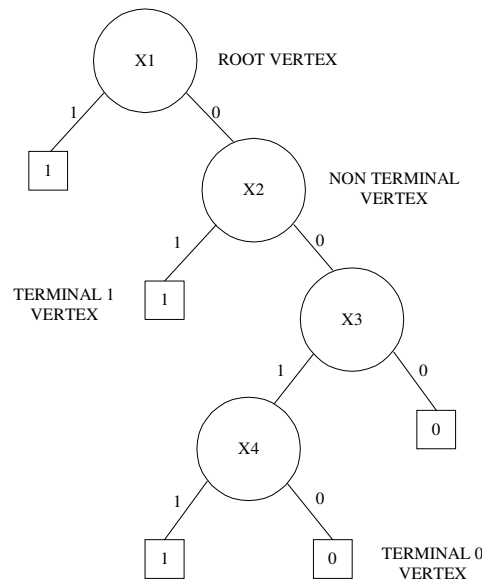 X1
ROOT VERTEX
1
0
1
X2
NON TERMINAL
VERTEX
1
0
TERMINAL 1
VERTEX
1
X3
1
0
0
X4
1
0
1
0
TERMINAL 0
VERTEX